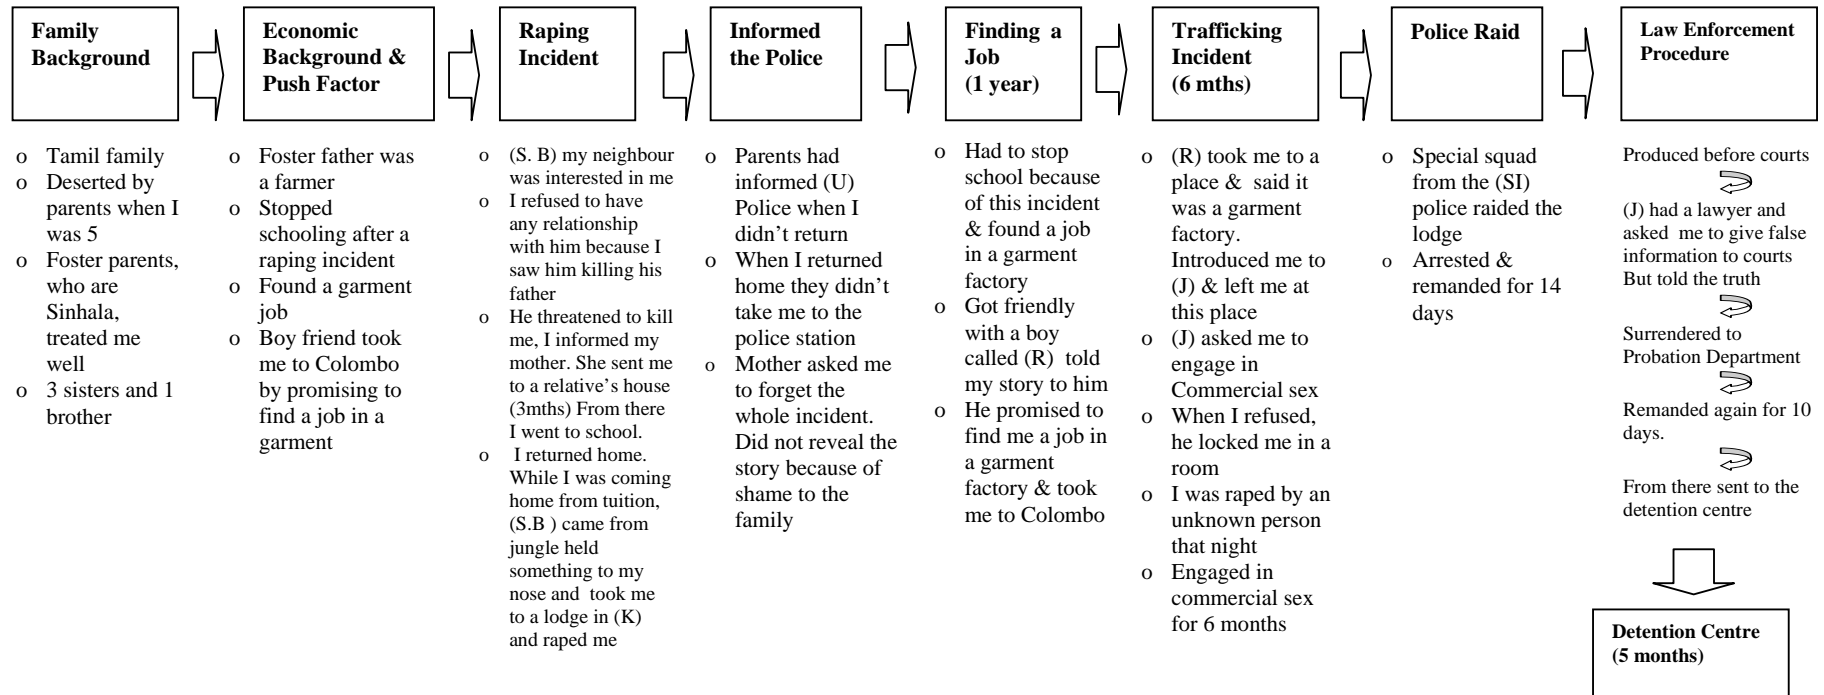 Family
Background
Economic
Background &
Push Factor
Raping
Incident
Informed
the Police
Finding a
Job
(1 year)
Trafficking
Incident
(6 mths)
Police Raid
Law Enforcement
Procedure
o Tamil family
o Deserted by
parents when I
was 5
o Foster parents,
who are
Sinhala,
treated me
well
o 3 sisters and 1
brother
o Foster father was
a farmer
o Stopped
schooling after a
raping incident
o Found a garment
job
o Boy friend took
me to Colombo
by promising to
find a job in a
garment
o (S. B) my neighbour
was interested in me
o I refused to have
any relationship
with him because I
saw him killing his
father
o He threatened to kill
me, I informed my
mother. She sent me
to a relative's house
(3mths) From there
I went to school.
o I returned home.
While I was coming
home from tuition,
(S.B ) came from
jungle held
something to my
nose and took me
to a lodge in (K)
and raped me
o Parents had
informed (U)
Police when I
didn't return
o When I returned
home they didn't
take me to the
police station
o Mother asked me
to forget the
whole incident.
Did not reveal the
story because of
shame to the
family
o Had to stop
school because
of this incident
& found a job
in a garment
factory
o Got friendly
with a boy
called (R) told
my story to him
o He promised to
find me a job in
a garment
factory & took
me to Colombo
o (R) took me to a
place & said it
was a garment
factory.
Introduced me to
(J) & left me at
this place
o (J) asked me to
engage in
Commercial sex
o When I refused,
he locked me in a
room
o I was raped by an
unknown person
that night
o Engaged in
commercial sex
for 6 months
o Special squad
from the (SI)
police raided the
lodge
o Arrested &
remanded for 14
days
Produced before courts
(J) had a lawyer and
asked me to give false
information to courts
But told the truth
Surrendered to
Probation Department
Remanded again for 10
days.
From there sent to the
detention centre
Detention Centre
(5 months)